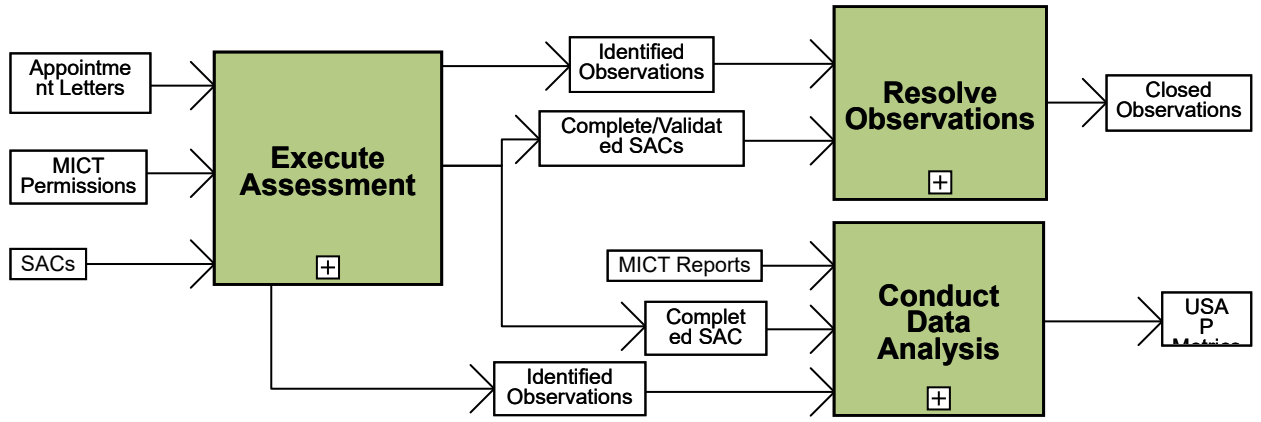 Appointme
nt Letters
MICT
Permissions
SACs
Execute
Assessment
Identified
Observations
Complete/Validat
ed SACs
MICT Reports
Complet
ed SAC
Identified
Observations
Resolve
Observations
Conduct
Data
Analysis
Closed
Observations
USA
P
Metrics